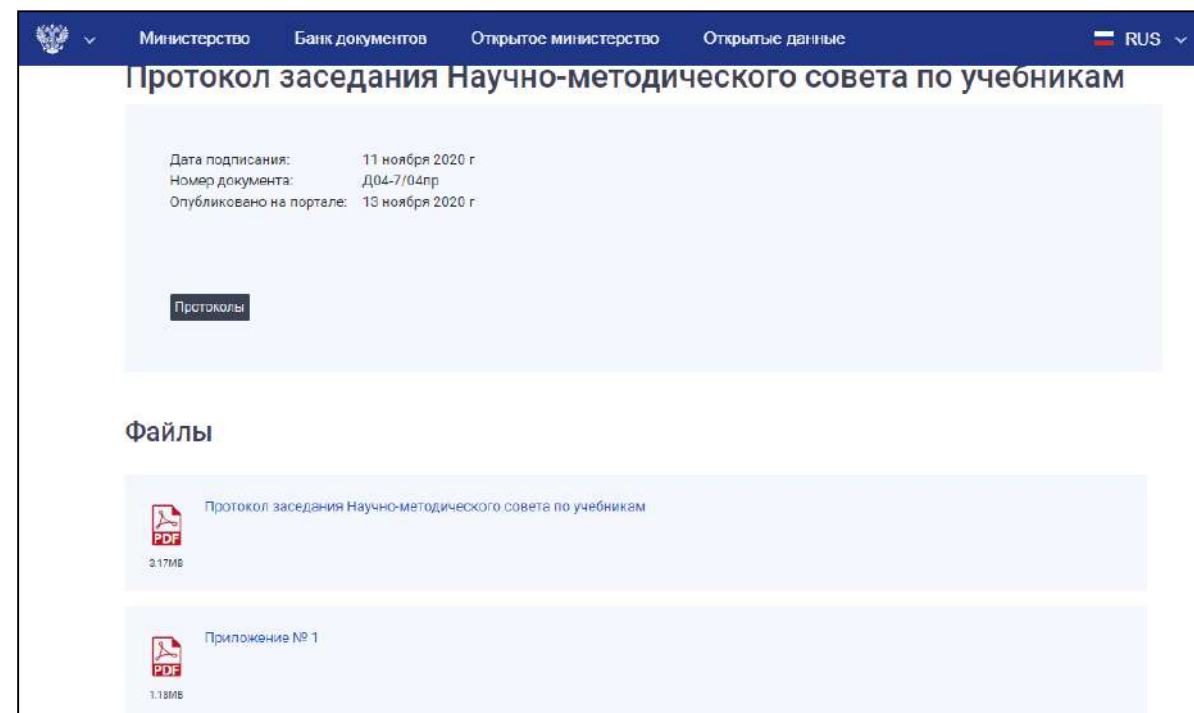 Министерство Банк документов Открытое министерство Открытые данные RUS
Протокол заседания Научно-методического совета по учебникам
Дата подписания: 11 ноября 2020 г
Номер документа: Д04-7/04пр
Опубликовано на портале: 13 ноября 2020 г
Протоколы
Файлы
Протокол заседания Научно-методического совета по учебникам
PDF
3.17MB
Приложение № 1
PDF
1.18MB